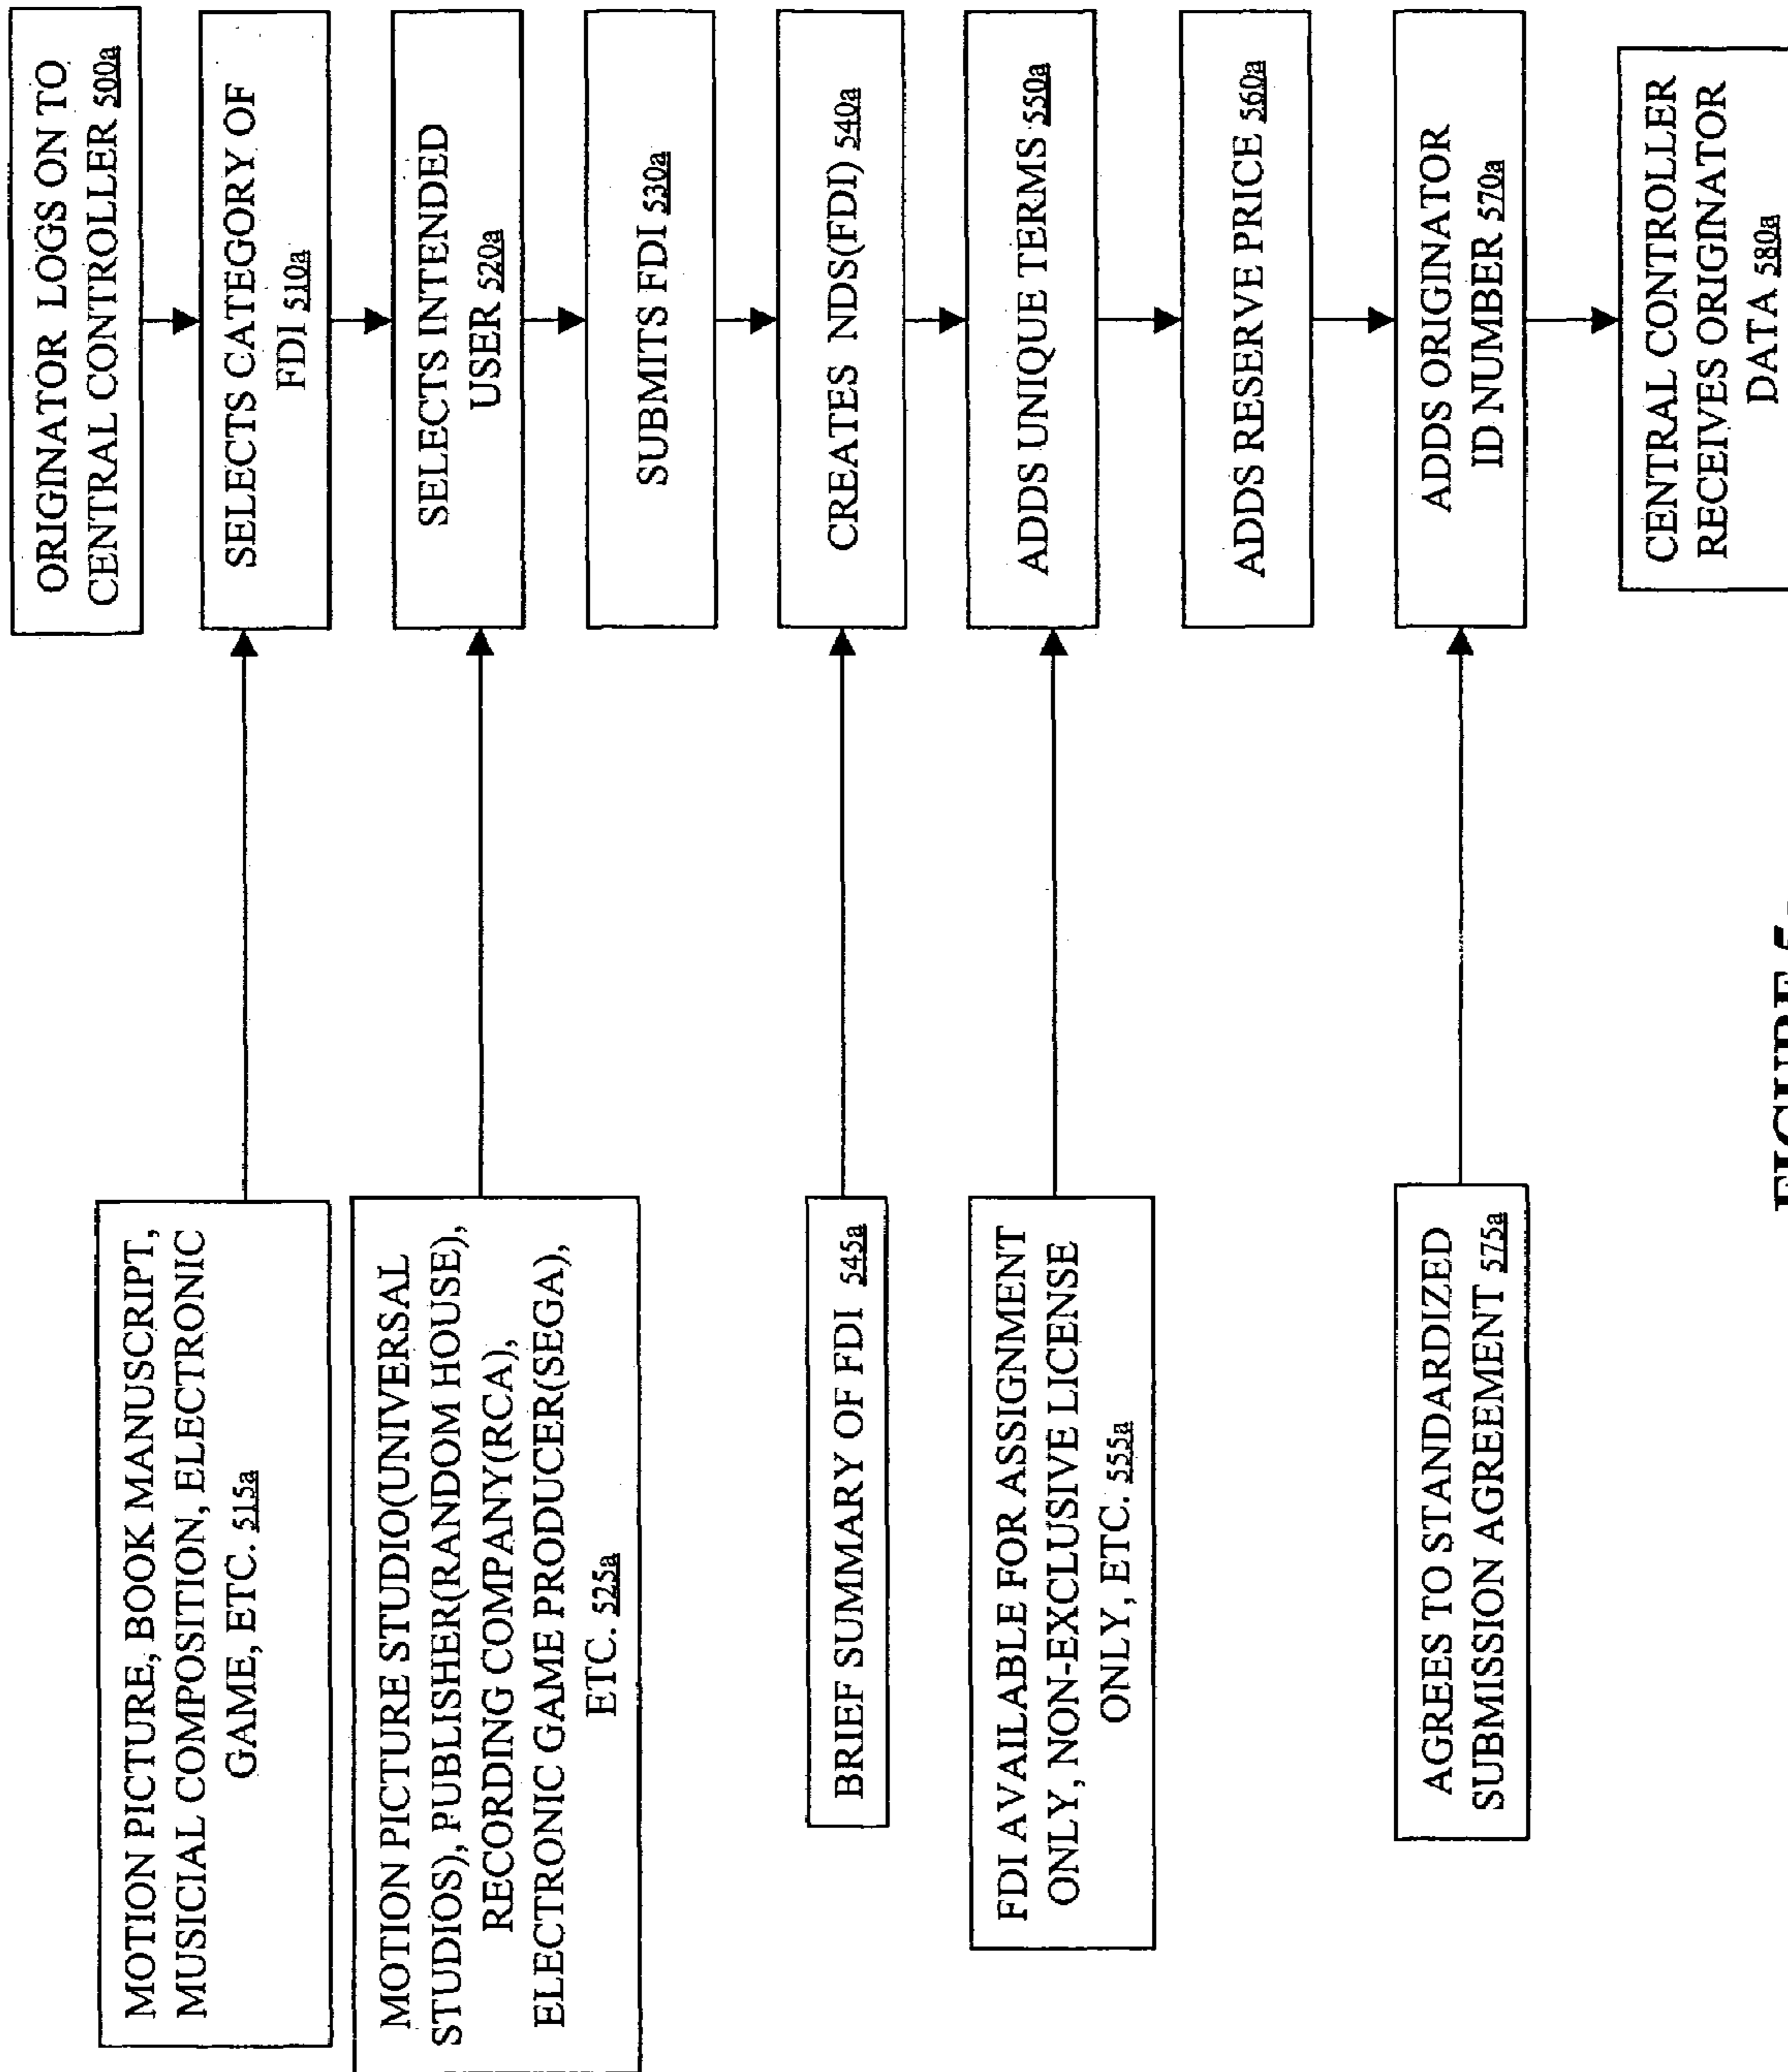 ORIGINATOR LOGS ON TO
CENTRAL CONTROLLER 500a
MOTION PICTURE, BOOK MANUSCRIPT,
MUSICIAL COMPOSITION, ELECTRONIC
GAME, ETC. 515a
SELECTS CATEGORY OF
FDI 510a
MOTION PICTURE STUDIO(UNIVERSAL
STUDIOS), PUBLISHER(RANDOM HOUSE),
RECORDING COMPANY(RCA),
ELECTRONIC GAME PRODUCER(SEGA),
ETC. 525a
SELECTS INTENDED
USER 520a
SUBMITS FDI 530a
BRIEF SUMMARY OF FDI 545a
CREATES NDS(FDI) 540a
FDI AVAILABLE FOR ASSIGNMENT
ONLY, NON-EXCLUSIVE LICENSE
ONLY, ETC. 555a
ADDS UNIQUE TERMS 550a
ADDS RESERVE PRICE 560a
AGREES TO STANDARDIZED
SUBMISSION AGREEMENT 575a
ADDS ORIGINATOR
ID NUMBER 570a
CENTRAL CONTROLLER
RECEIVES ORIGINATOR
DATA 580a
FIGURE